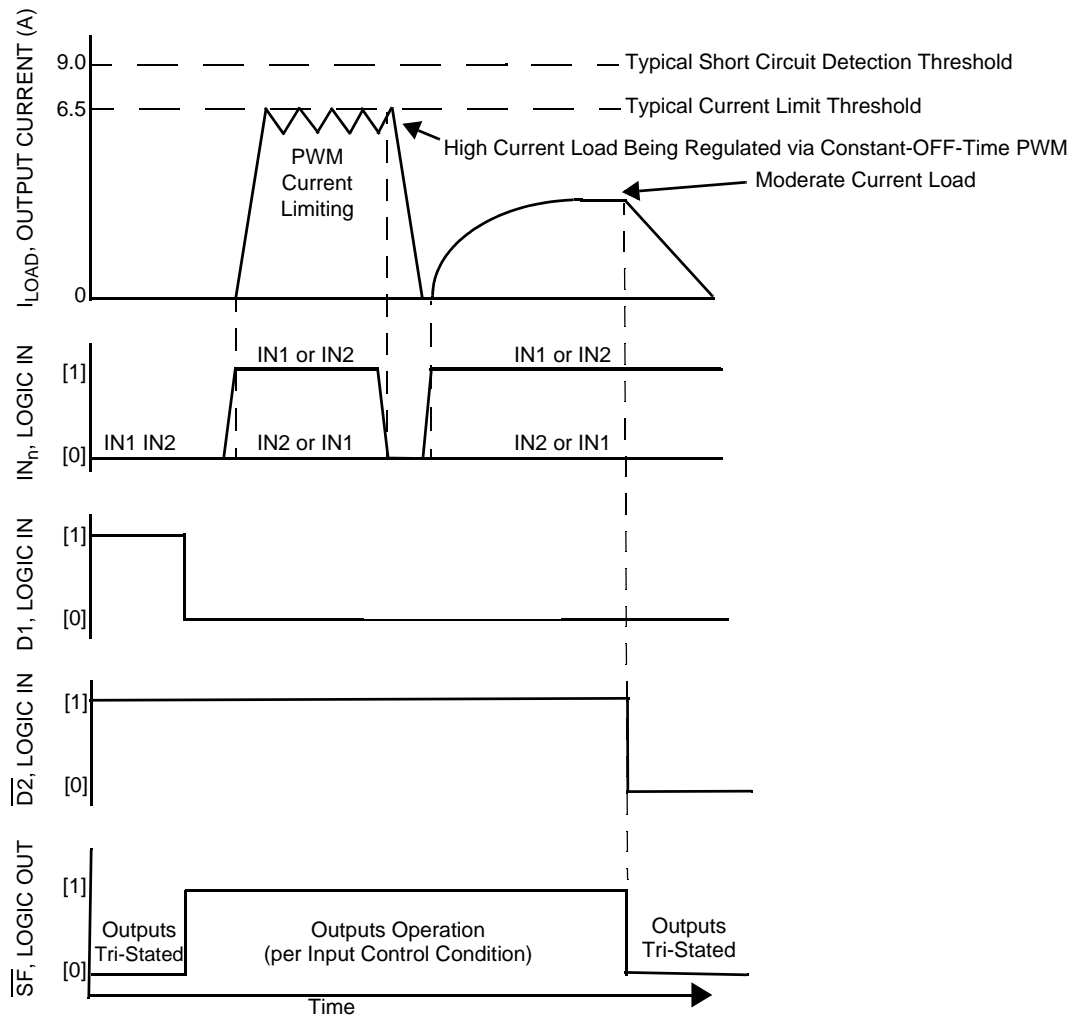 I_LOAD, OUTPUT CURRENT (A)
9.0
Typical Short Circuit Detection Threshold
6.5
Typical Current Limit Threshold
High Current Load Being Regulated via Constant-OFF-Time PWM
PWM
Current
Limiting
Moderate Current Load
0
IN_n, LOGIC IN
[1]
IN1 or IN2
IN1 or IN2
[0]
IN1 IN2
IN2 or IN1
IN2 or IN1
D1, LOGIC IN
[1]
[0]
D̅2̅, LOGIC IN
[1]
[0]
S̅F̅, LOGIC OUT
[1]
[0]
Outputs
Tri-Stated
Outputs Operation
(per Input Control Condition)
Outputs
Tri-Stated
Time